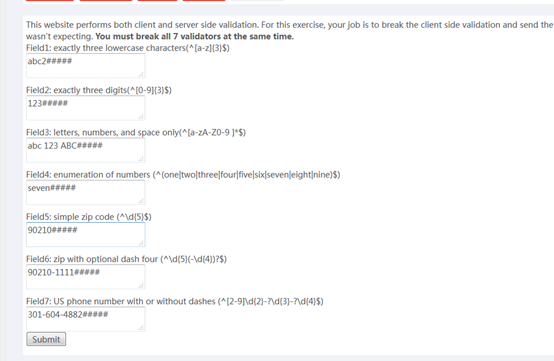 This website performs both client and server side validation. For this exercise, your job is to break the client side validation and send the
wasn't expecting. You must break all 7 validators at the same time.
Field1: exactly three lowercase characters(^[a-z]{3}$)
abc2#####
Field2: exactly three digits(^[0-9]{3}$)
123#####
Field3: letters, numbers, and space only(^[a-zA-Z0-9 ]*$)
abc 123 ABC#####
Field4: enumeration of numbers (^(one|two|three|four|five|six|seven|eight|nine)$)
seven#####
Field5: simple zip code (^\d{5}$)
90210#####
Field6: zip with optional dash four (^\d{5}(-\d{4})?$)
90210-1111#####
Field7: US phone number with or without dashes (^[2-9]\d{2}-?\d{3}-?\d{4}$)
301-604-4882#####
Submit